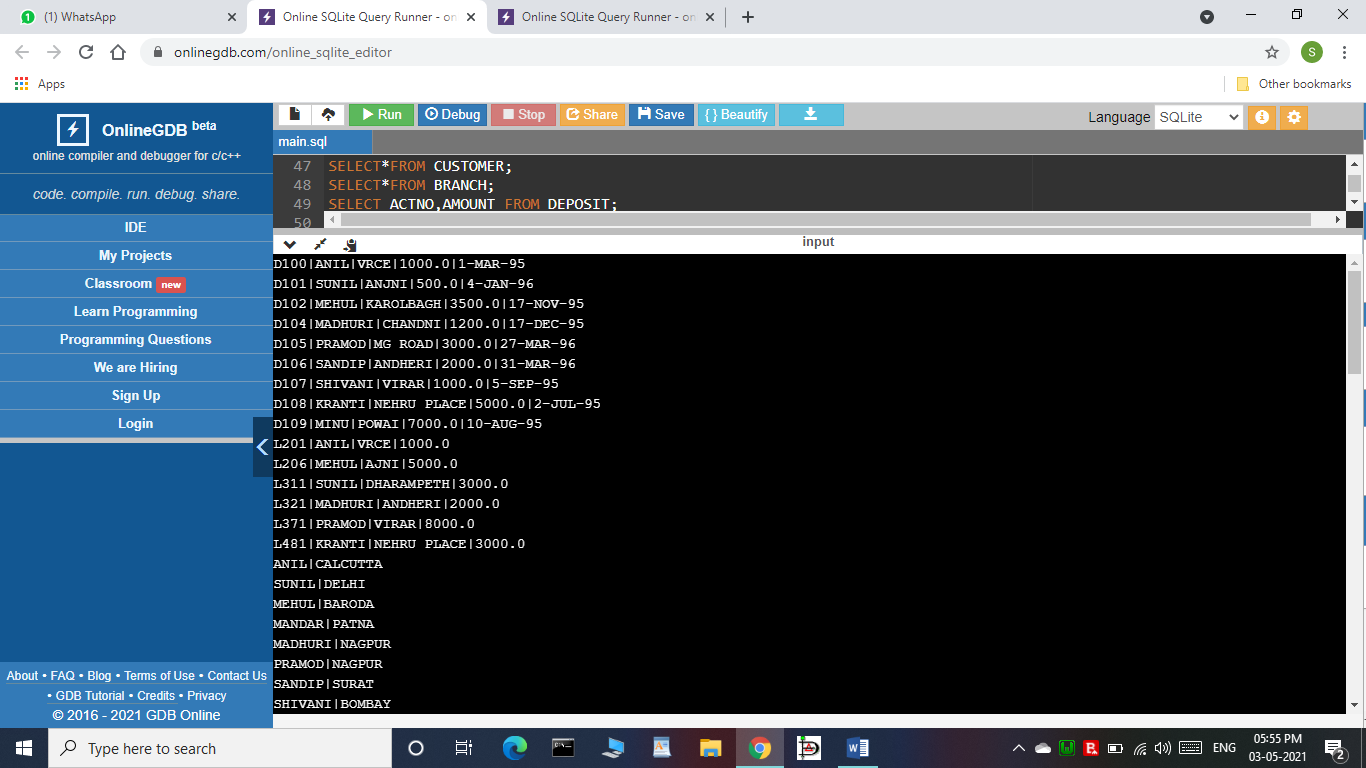 (1) WhatsApp
Online SQLite Query Runner - on
Online SQLite Query Runner - on
onlinegdb.com/online_sqlite_editor
S
Apps
Other bookmarks
OnlineGDB beta
online compiler and debugger for c/c++
code. compile. run. debug. share.
IDE
My Projects
Classroom new
Learn Programming
Programming Questions
We are Hiring
Sign Up
Login
About • FAQ • Blog • Terms of Use • Contact Us
• GDB Tutorial • Credits • Privacy
© 2016 - 2021 GDB Online
Run Debug Stop Share Save { } Beautify
Language SQLite
main.sql
47 SELECT*FROM CUSTOMER;
48 SELECT*FROM BRANCH;
49 SELECT ACTNO,AMOUNT FROM DEPOSIT;
50
input
D100|ANIL|VRCE|1000.0|1-MAR-95
D101|SUNIL|ANJNI|500.0|4-JAN-96
D102|MEHUL|KAROLBAGH|3500.0|17-NOV-95
D104|MADHURI|CHANDNI|1200.0|17-DEC-95
D105|PRAMOD|MG ROAD|3000.0|27-MAR-96
D106|SANDIP|ANDHERI|2000.0|31-MAR-96
D107|SHIVANI|VIRAR|1000.0|5-SEP-95
D108|KRANTI|NEHRU PLACE|5000.0|2-JUL-95
D109|MINU|POWAI|7000.0|10-AUG-95
L201|ANIL|VRCE|1000.0
L206|MEHUL|AJNI|5000.0
L311|SUNIL|DHARAMPETH|3000.0
L321|MADHURI|ANDHERI|2000.0
L371|PRAMOD|VIRAR|8000.0
L481|KRANTI|NEHRU PLACE|3000.0
ANIL|CALCUTTA
SUNIL|DELHI
MEHUL|BARODA
MANDAR|PATNA
MADHURI|NAGPUR
PRAMOD|NAGPUR
SANDIP|SURAT
SHIVANI|BOMBAY
Type here to search
ENG
05:55 PM
03-05-2021
2